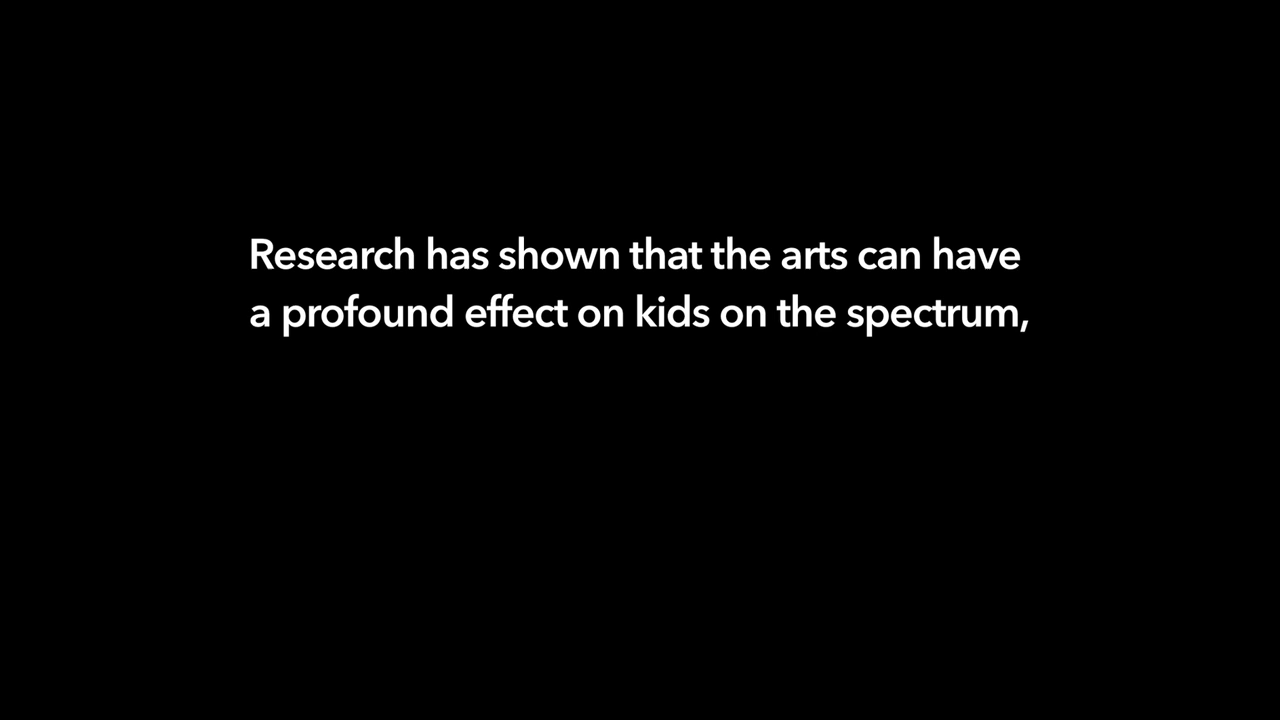 Research has shown that the arts can have
a profound effect on kids on the spectrum,